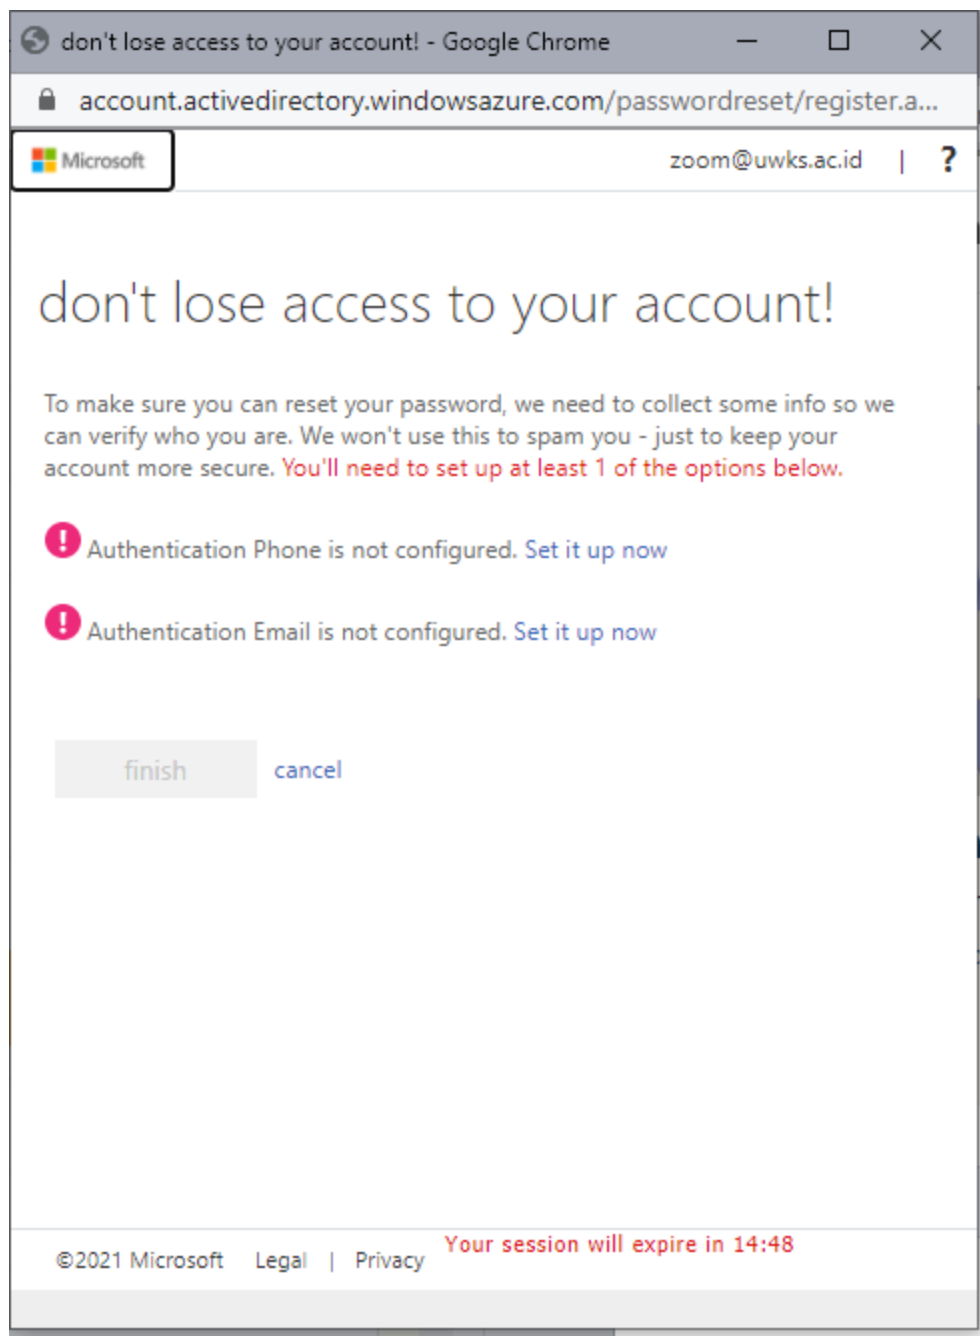 don't lose access to your account! - Google Chrome
account.activedirectory.windowsazure.com/passwordreset/register.a...
Microsoft
zoom@uwks.ac.id | ?
don't lose access to your account!
To make sure you can reset your password, we need to collect some info so we
can verify who you are. We won't use this to spam you - just to keep your
account more secure. You'll need to set up at least 1 of the options below.
! Authentication Phone is not configured. Set it up now
! Authentication Email is not configured. Set it up now
finish cancel
Your session will expire in 14:48
©2021 Microsoft Legal | Privacy